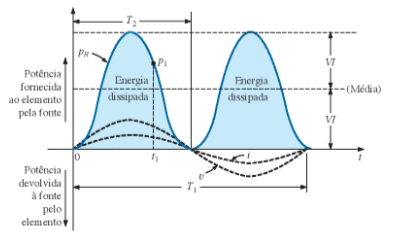 T₂
p_R
p₁
Potência
fornecida
ao elemento
pela fonte
Energia
dissipada
Energia
dissipada
VI
(Média)
VI
0
t₁
t
Potência
devolvida
à fonte
pelo
elemento
i
v
T₁